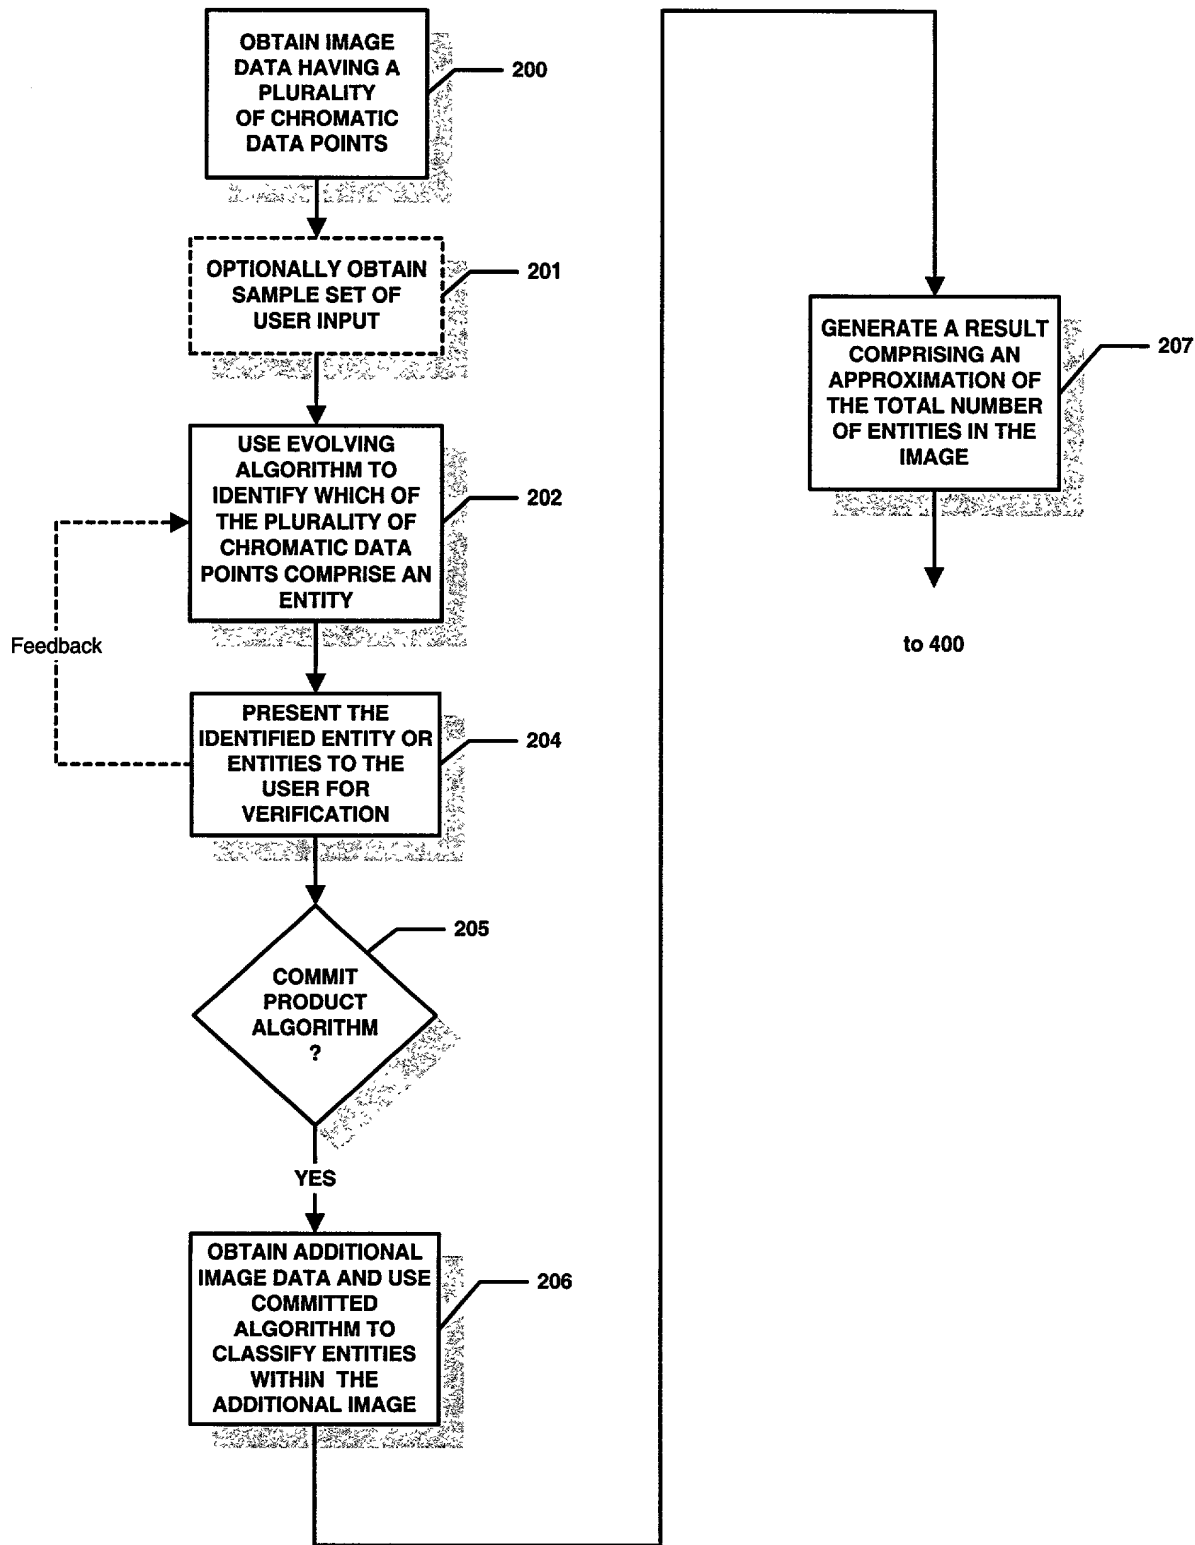 OBTAIN IMAGE
DATA HAVING A
PLURALITY
OF CHROMATIC
DATA POINTS
200
OPTIONALLY OBTAIN
SAMPLE SET OF
USER INPUT
201
USE EVOLVING
ALGORITHM TO
IDENTIFY WHICH OF
THE PLURALITY OF
CHROMATIC DATA
POINTS COMPRISE AN
ENTITY
202
Feedback
PRESENT THE
IDENTIFIED ENTITY OR
ENTITIES TO THE
USER FOR
VERIFICATION
204
COMMIT
PRODUCT
ALGORITHM
?
205
YES
OBTAIN ADDITIONAL
IMAGE DATA AND USE
COMMITTED
ALGORITHM TO
CLASSIFY ENTITIES
WITHIN THE
ADDITIONAL IMAGE
206
GENERATE A RESULT
COMPRISING AN
APPROXIMATION OF
THE TOTAL NUMBER
OF ENTITIES IN THE
IMAGE
207
to 400